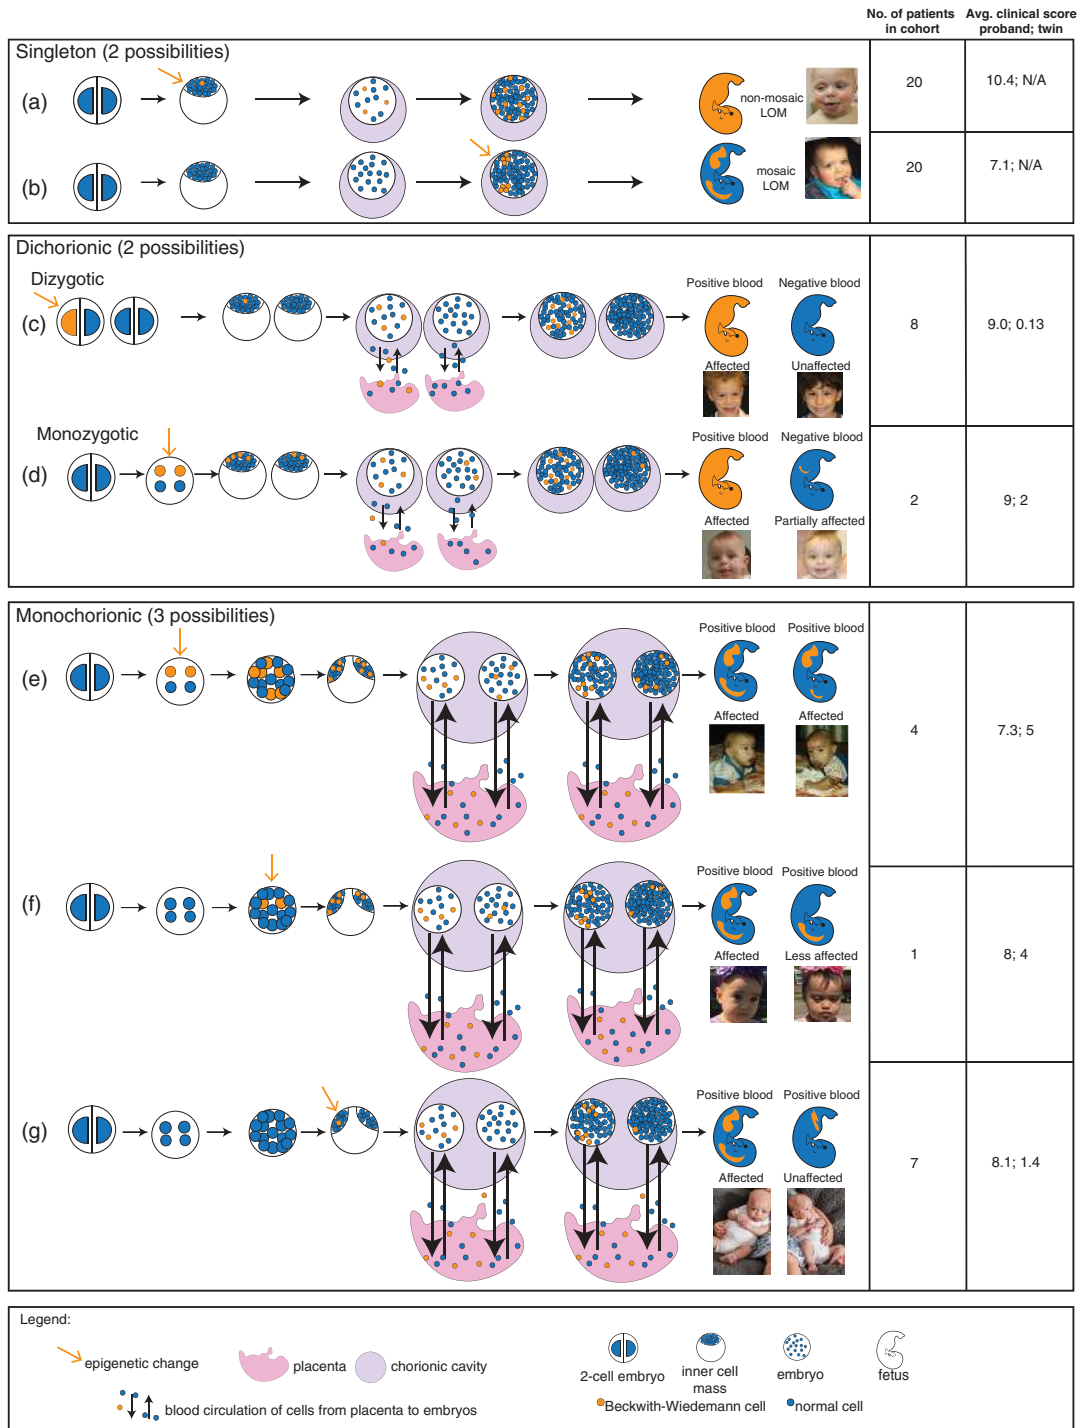 No. of patients in cohort
Avg. clinical score proband; twin
Singleton (2 possibilities)
(a)
non-mosaic LOM
20
10.4; N/A
(b)
mosaic LOM
20
7.1; N/A
Dichorionic (2 possibilities)
Dizygotic
Positive blood
Negative blood
(c)
8
9.0; 0.13
Affected
Unaffected
Monozygotic
Positive blood
Negative blood
(d)
2
9; 2
Affected
Partially affected
Monochorionic (3 possibilities)
Positive blood
Positive blood
(e)
Affected
Affected
4
7.3; 5
Positive blood
Positive blood
(f)
Affected
Less affected
1
8; 4
Positive blood
Positive blood
(g)
7
8.1; 1.4
Affected
Unaffected
Legend:
epigenetic change
placenta
chorionic cavity
2-cell embryo
inner cell mass
embryo
fetus
blood circulation of cells from placenta to embryos
Beckwith-Wiedemann cell
normal cell